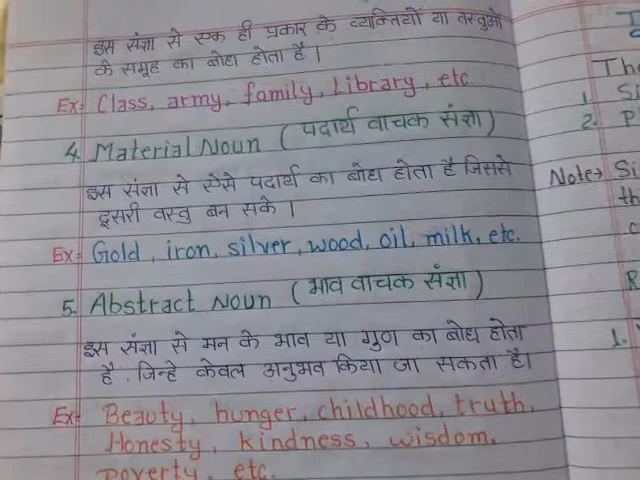 इस संज्ञा से एक ही प्रकार के व्यक्तियों या वस्तुओ
के समूह का बोध होता है।
Ex: Class, army, family, Library, etc.
4. Material Noun (पदार्थ वाचक संज्ञा)
इस संज्ञा से ऐसे पदार्थ का बोध होता है जिससे
दूसरी वस्तु बन सके।
Ex: Gold, iron, silver, wood, oil, milk, etc.
5. Abstract Noun (भाव वाचक संज्ञा)
इस संज्ञा से मन के भाव या गुण का बोध होता
है, जिन्हे केवल अनुभव किया जा सकता है।
Ex: Beauty, hunger, childhood, truth,
Honesty, kindness, wisdom,
poverty, etc.
The
1. Si
2. P
Note→ Si
th
c
R
1.